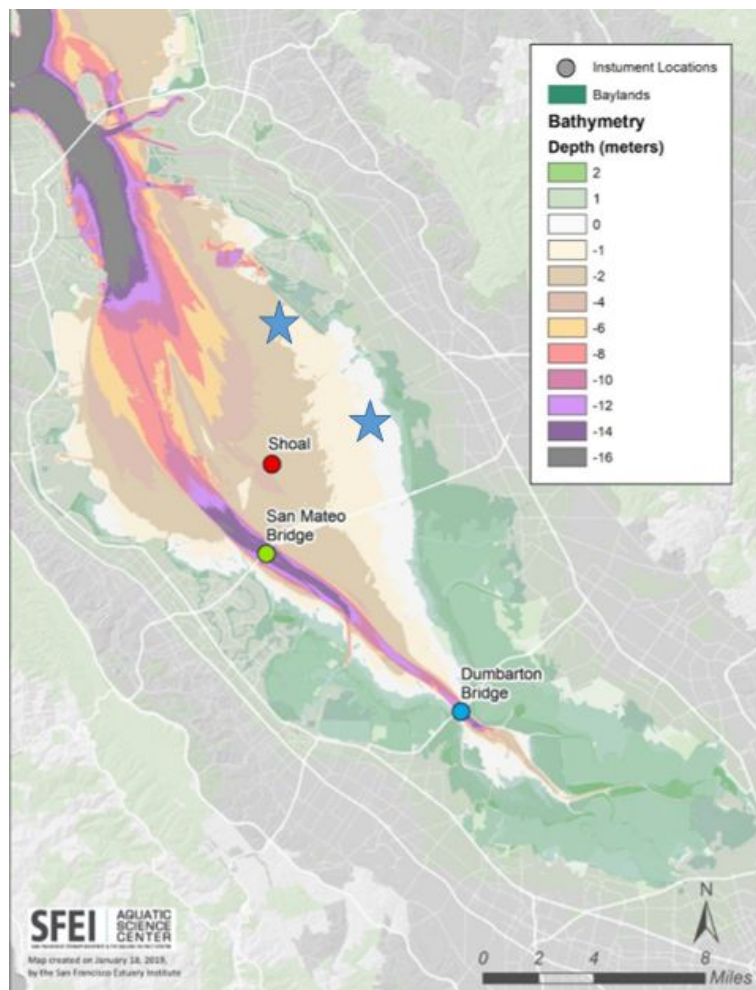 Instument Locations
Baylands
Bathymetry
Depth (meters)
2
1
0
-1
-2
-4
-6
-8
-10
-12
-14
-16
Shoal
San Mateo
Bridge
Dumbarton
Bridge
N
SFEI
AQUATIC
SCIENCE
CENTER
Map created on January 18, 2019,
by the San Francisco Estuary Institute
0 2 4 8
Miles